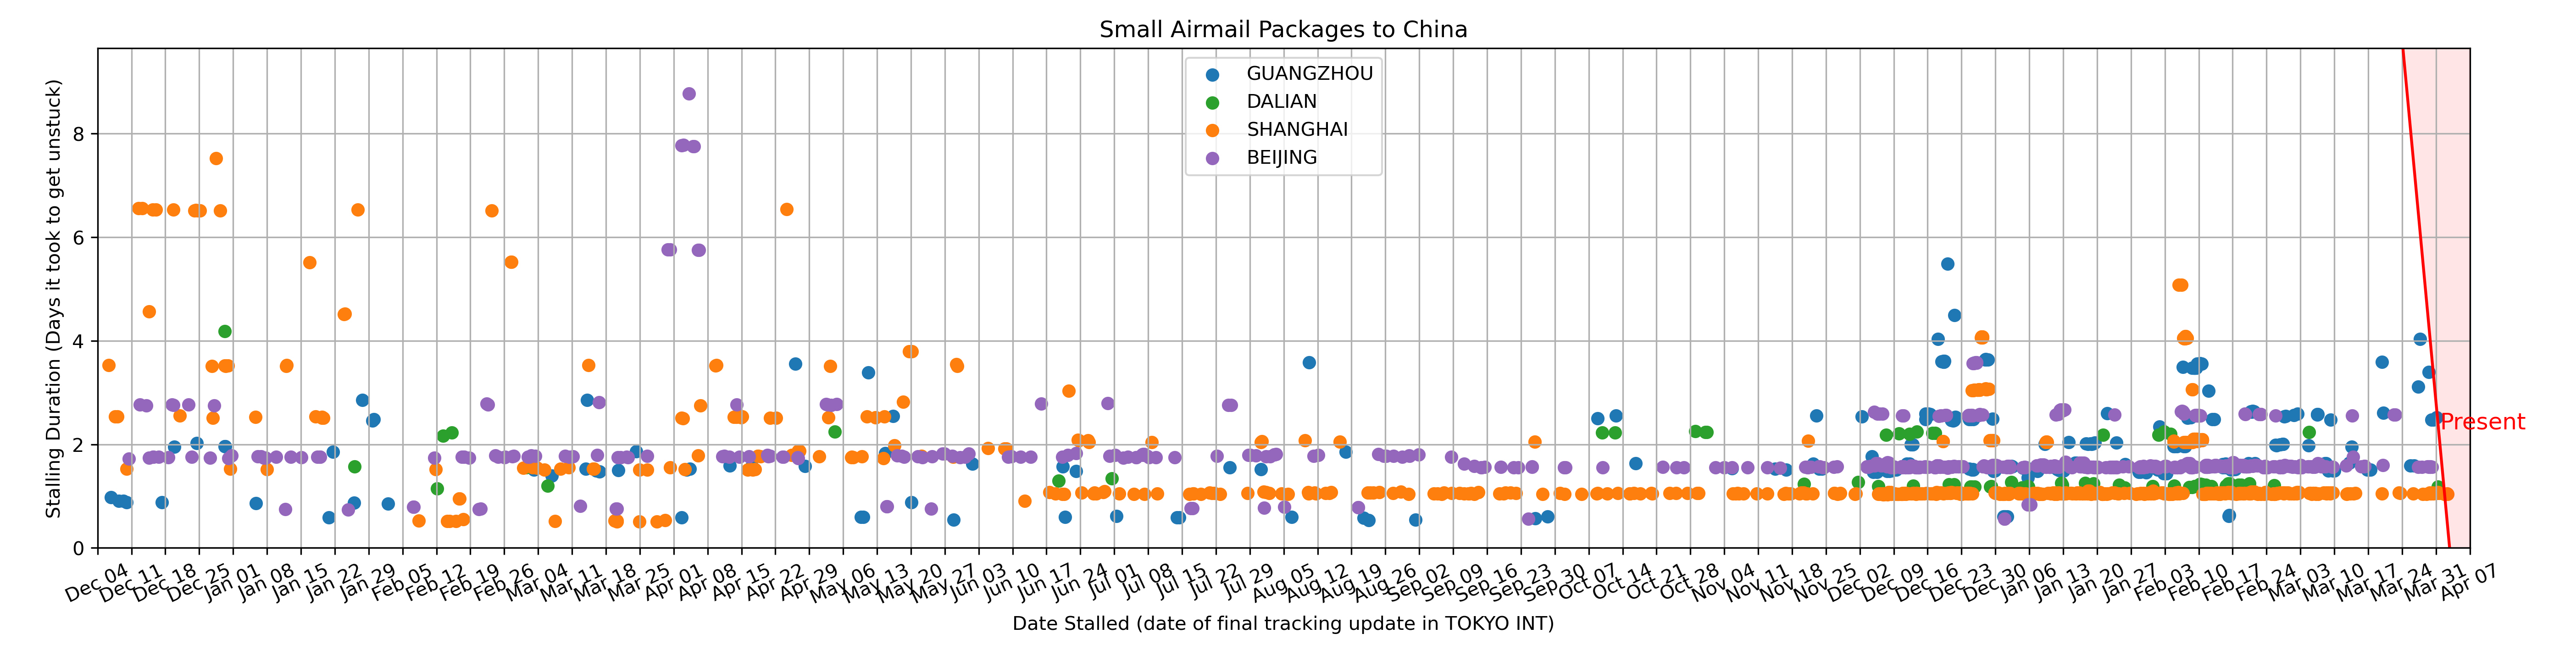 Small Airmail Packages to China
GUANGZHOU
DALIAN
SHANGHAI
BEIJING
Stalling Duration (Days it took to get unstuck)
8
6
4
2
0
Present
Dec 04 Dec 11 Dec 18 Dec 25 Jan 01 Jan 08 Jan 15 Jan 22 Jan 29 Feb 05 Feb 12 Feb 19 Feb 26 Mar 04 Mar 11 Mar 18 Mar 25 Apr 01 Apr 08 Apr 15 Apr 22 Apr 29 May 06 May 13 May 20 May 27 Jun 03 Jun 10 Jun 17 Jun 24 Jul 01 Jul 08 Jul 15 Jul 22 Jul 29 Aug 05 Aug 12 Aug 19 Aug 26 Sep 02 Sep 09 Sep 16 Sep 23 Sep 30 Oct 07 Oct 14 Oct 21 Oct 28 Nov 04 Nov 11 Nov 18 Nov 25 Dec 02 Dec 09 Dec 16 Dec 23 Dec 30 Jan 06 Jan 13 Jan 20 Jan 27 Feb 03 Feb 10 Feb 17 Feb 24 Mar 03 Mar 10 Mar 17 Mar 24 Mar 31 Apr 07
Date Stalled (date of final tracking update in TOKYO INT)